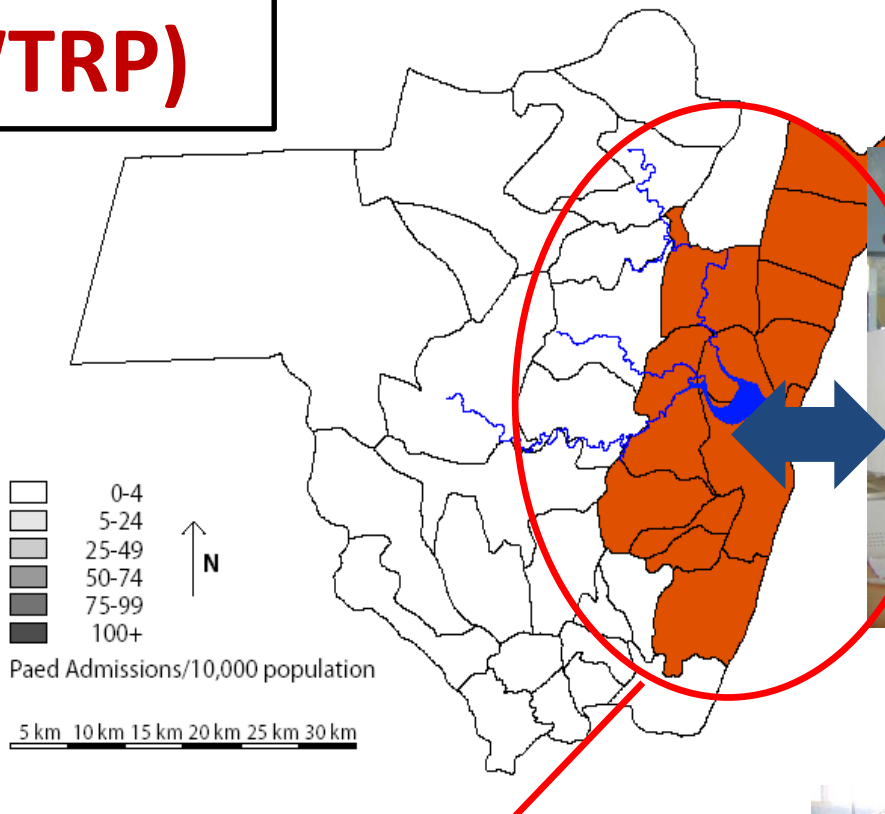 /TRP)
0-4
5-24
25-49
50-74
75-99
100+
N
Paed Admissions/10,000 population
5 km 10 km 15 km 20 km 25 km 30 km